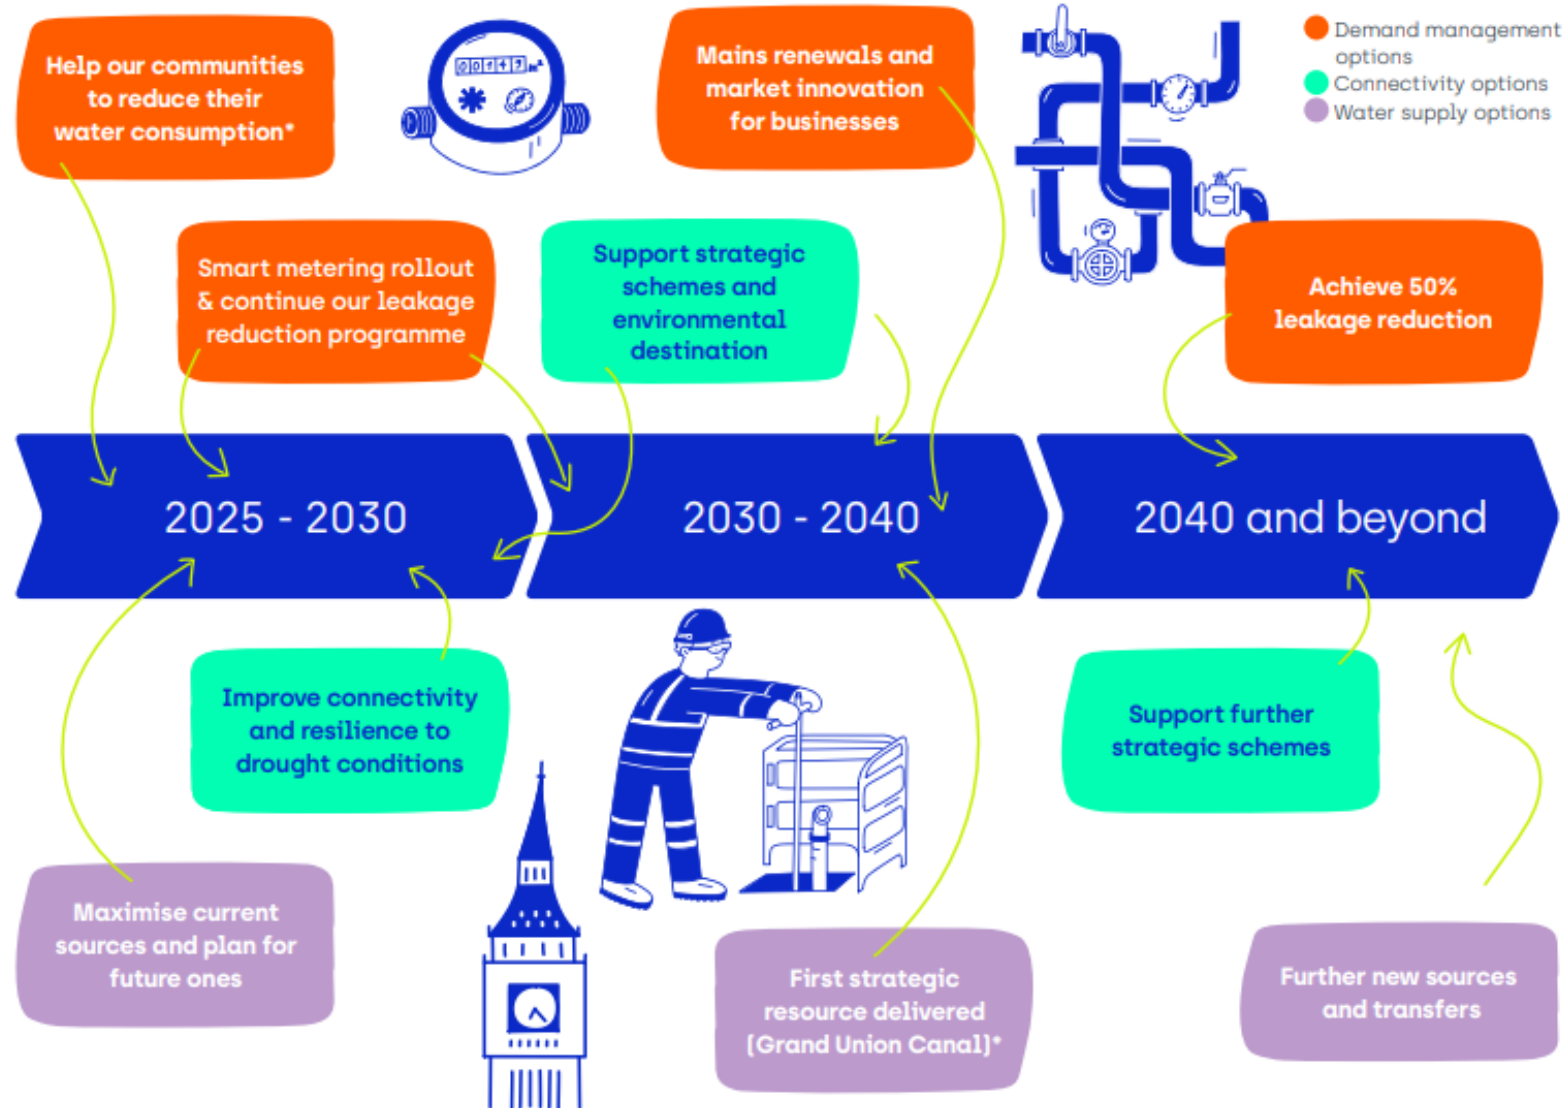 Help our communities
to reduce their
water consumption*
Mains renewals and
market innovation
for businesses
Demand management
options
Connectivity options
Water supply options
Smart metering rollout
& continue our leakage
reduction programme
Support strategic
schemes and
environmental
destination
Achieve 50%
leakage reduction
2025 - 2030
2030 - 2040
2040 and beyond
Improve connectivity
and resilience to
drought conditions
Support further
strategic schemes
Maximise current
sources and plan for
future ones
First strategic
resource delivered
(Grand Union Canal)*
Further new sources
and transfers